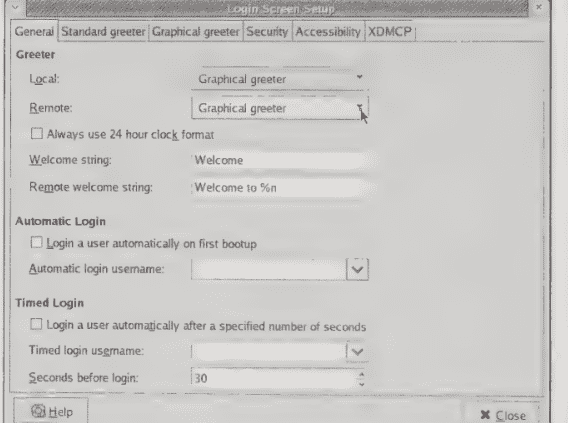 Login Screen Setup
General Standard greeter Graphical greeter Security Accessibility XDMCP
Greeter
Local: Graphical greeter
Remote: Graphical greeter
Always use 24 hour clock format
Welcome string: Welcome
Remote welcome string: Welcome to %n
Automatic Login
Login a user automatically on first bootup
Automatic login username:
Timed Login
Login a user automatically after a specified number of seconds
Timed login username:
Seconds before login: 30
Help Close